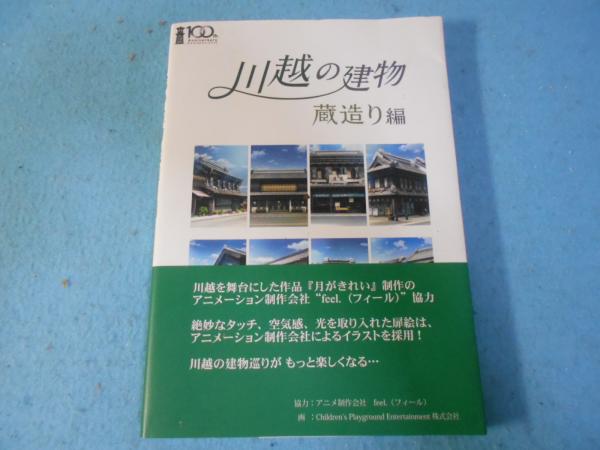 100th
Anniversary
川越の建物
蔵造り編
川越を舞台にした作品『月がきれい』制作の
アニメーション制作会社“feel.（フィール）”協力
絶妙なタッチ、空気感、光を取り入れた扉絵は、
アニメーション制作会社によるイラストを採用！
川越の建物巡りが もっと楽しくなる…
協力：アニメ制作会社 feel.（フィール）
画 ：Children's Playground Entertainment 株式会社